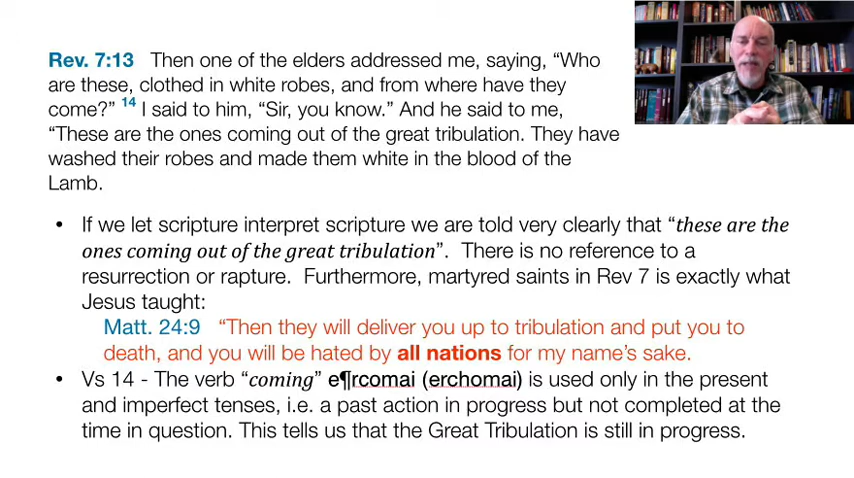 Rev. 7:13 Then one of the elders addressed me, saying, “Who
are these, clothed in white robes, and from where have they
come?” 14 I said to him, “Sir, you know.” And he said to me,
“These are the ones coming out of the great tribulation. They have
washed their robes and made them white in the blood of the
Lamb.
• If we let scripture interpret scripture we are told very clearly that “these are the
ones coming out of the great tribulation”. There is no reference to a
resurrection or rapture. Furthermore, martyred saints in Rev 7 is exactly what
Jesus taught:
Matt. 24:9 “Then they will deliver you up to tribulation and put you to
death, and you will be hated by all nations for my name’s sake.
• Vs 14 - The verb “coming” e¶rcomai (erchomai) is used only in the present
and imperfect tenses, i.e. a past action in progress but not completed at the
time in question. This tells us that the Great Tribulation is still in progress.